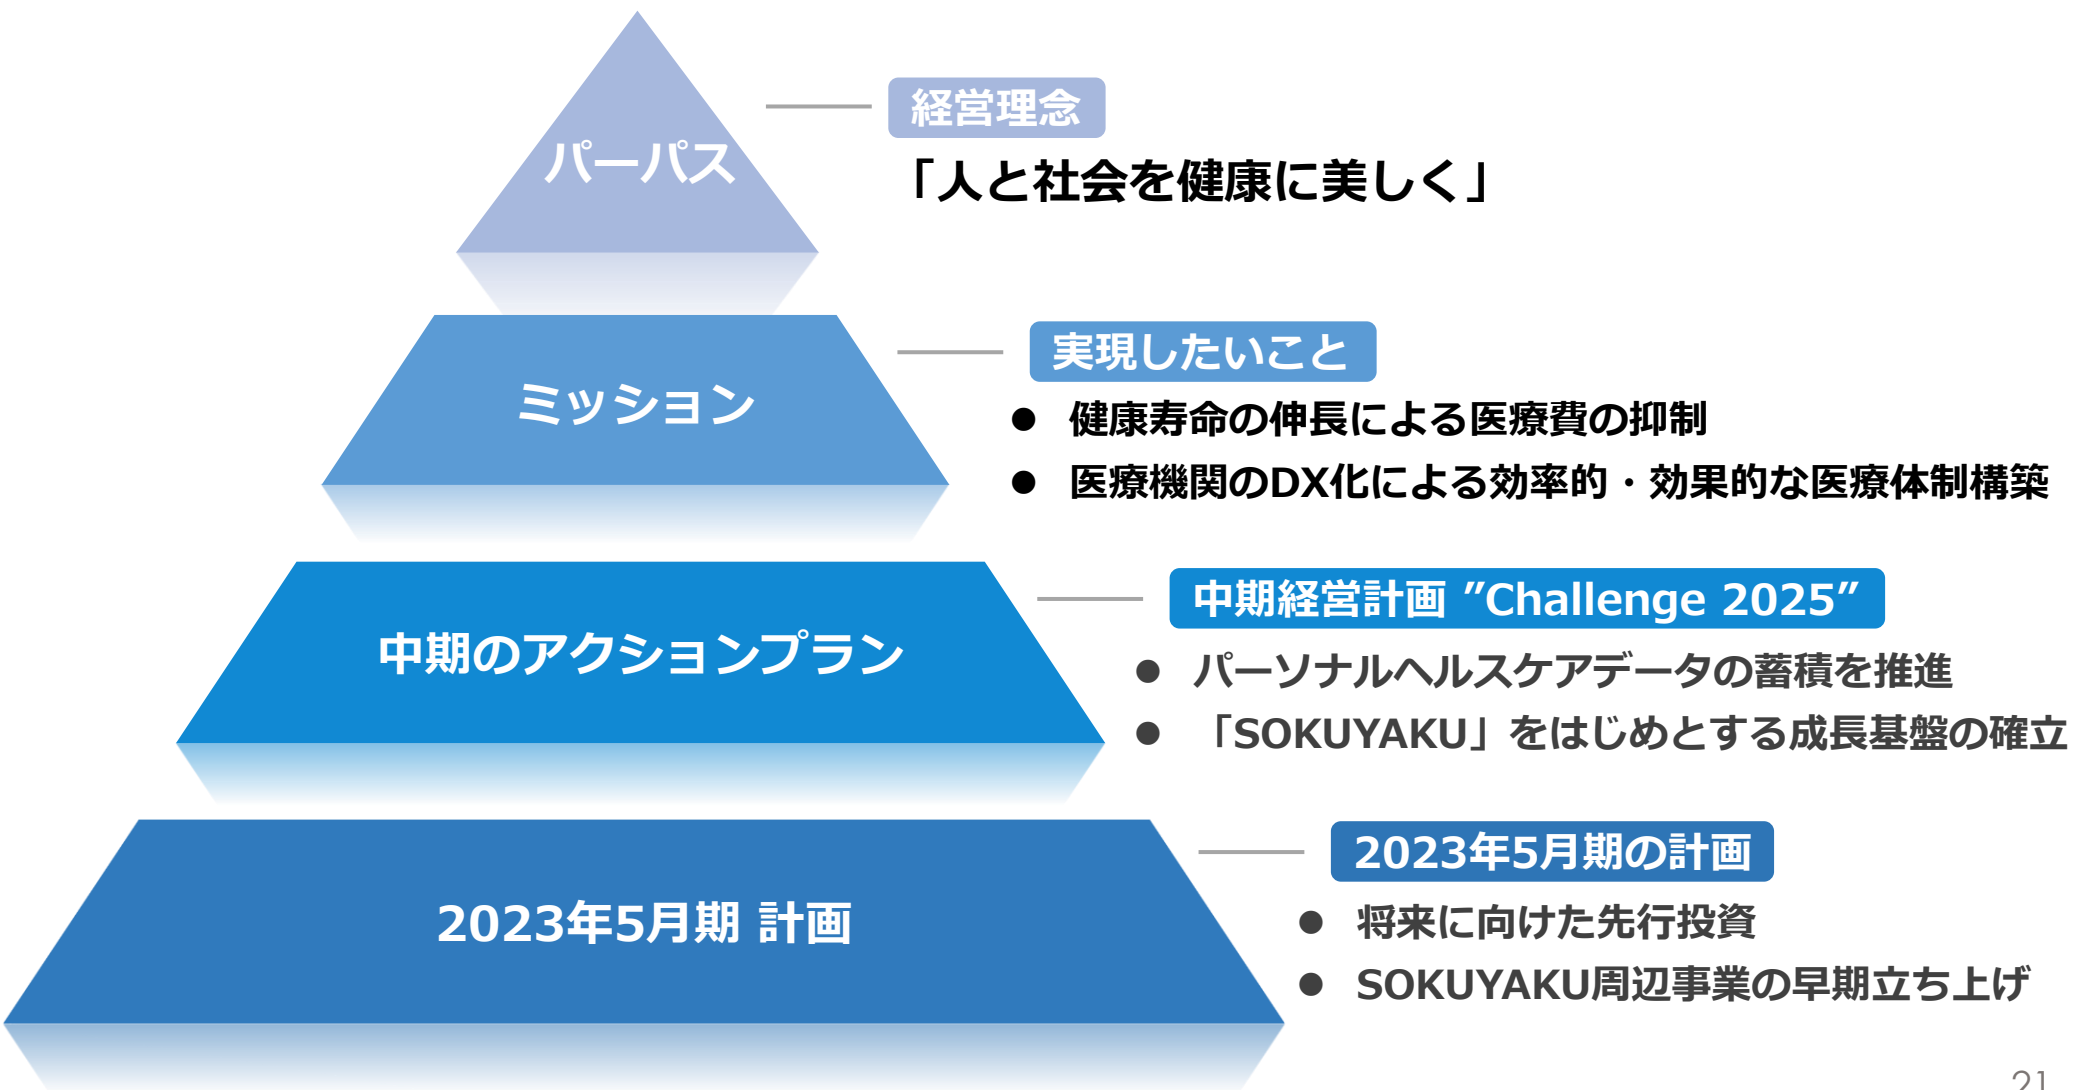 パーパス
経営理念
「人と社会を健康に美しく」
ミッション
実現したいこと
● 健康寿命の伸長による医療費の抑制
● 医療機関のDX化による効率的・効果的な医療体制構築
中期のアクションプラン
中期経営計画 ”Challenge 2025”
● パーソナルヘルスケアデータの蓄積を推進
● 「SOKUYAKU」をはじめとする成長基盤の確立
2023年5月期 計画
2023年5月期の計画
● 将来に向けた先行投資
● SOKUYAKU周辺事業の早期立ち上げ
21